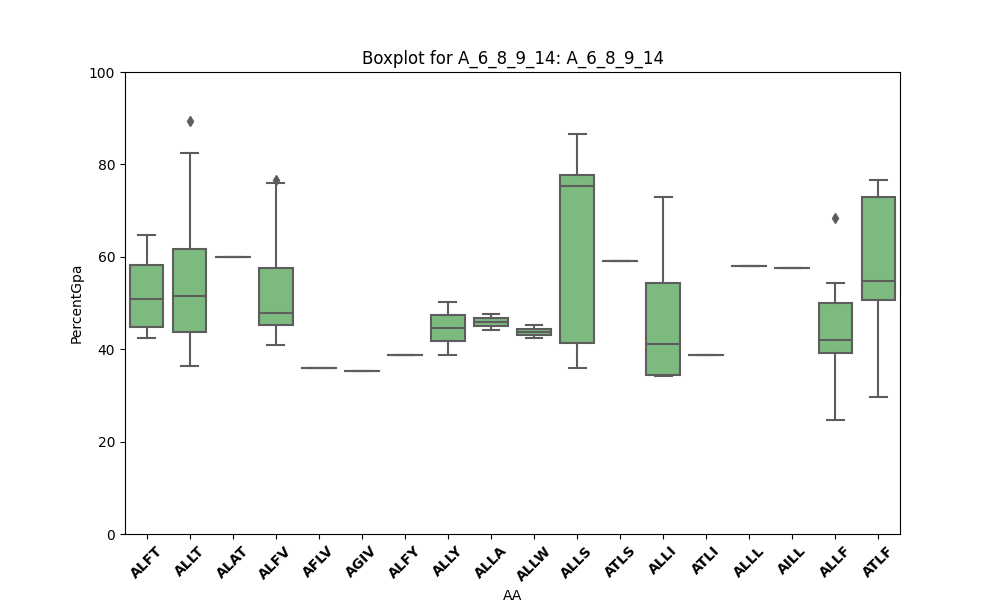 Boxplot for A_6_8_9_14: A_6_8_9_14
PercentGpa
100
80
60
40
20
0
ALFT ALLT ALAT ALFV AFLV AGIV ALFY ALLY ALLA ALLW ALLS ATLS ALLI ATLI ALLL AILL ALLF ATLF
AA